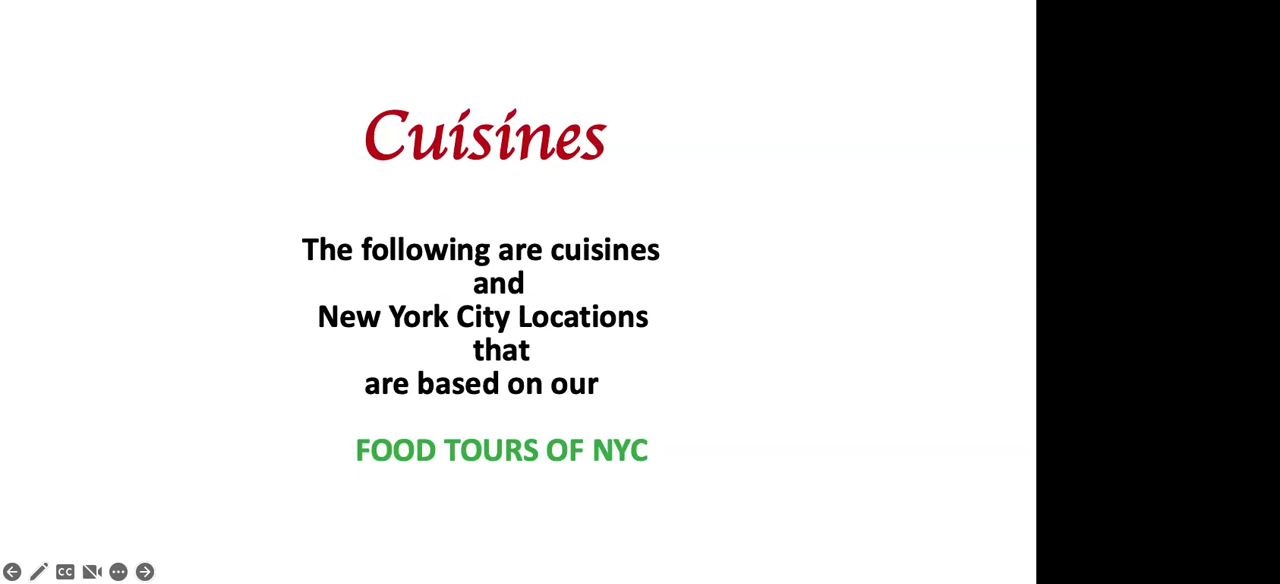 Cuisines
The following are cuisines
and
New York City Locations
that
are based on our
FOOD TOURS OF NYC
CC